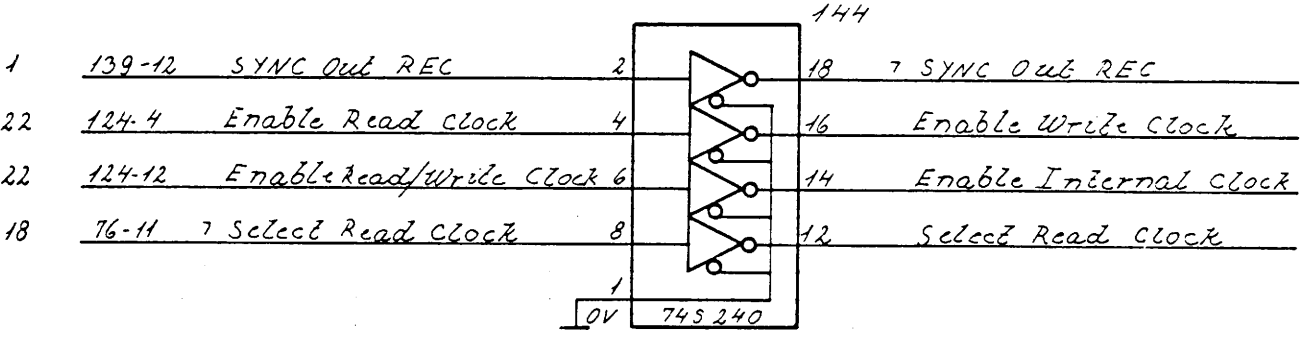 144
1 139-12 SYNC Out REC 2 18 ¬ SYNC Out REC
22 124-4 Enable Read Clock 4 16 Enable Write Clock
22 124-12 Enable Read/Write Clock 6 14 Enable Internal Clock
18 76-11 ¬ Select Read Clock 8 12 Select Read Clock
1
0V 74S240